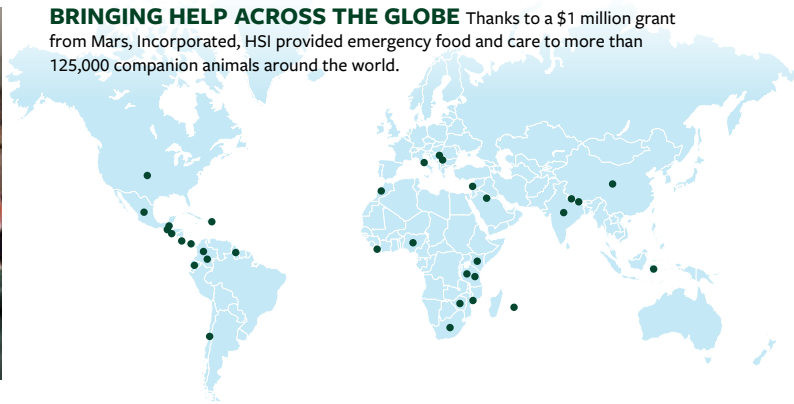 BRINGING HELP ACROSS THE GLOBE Thanks to a $1 million grant
from Mars, Incorporated, HSI provided emergency food and care to more than
125,000 companion animals around the world.